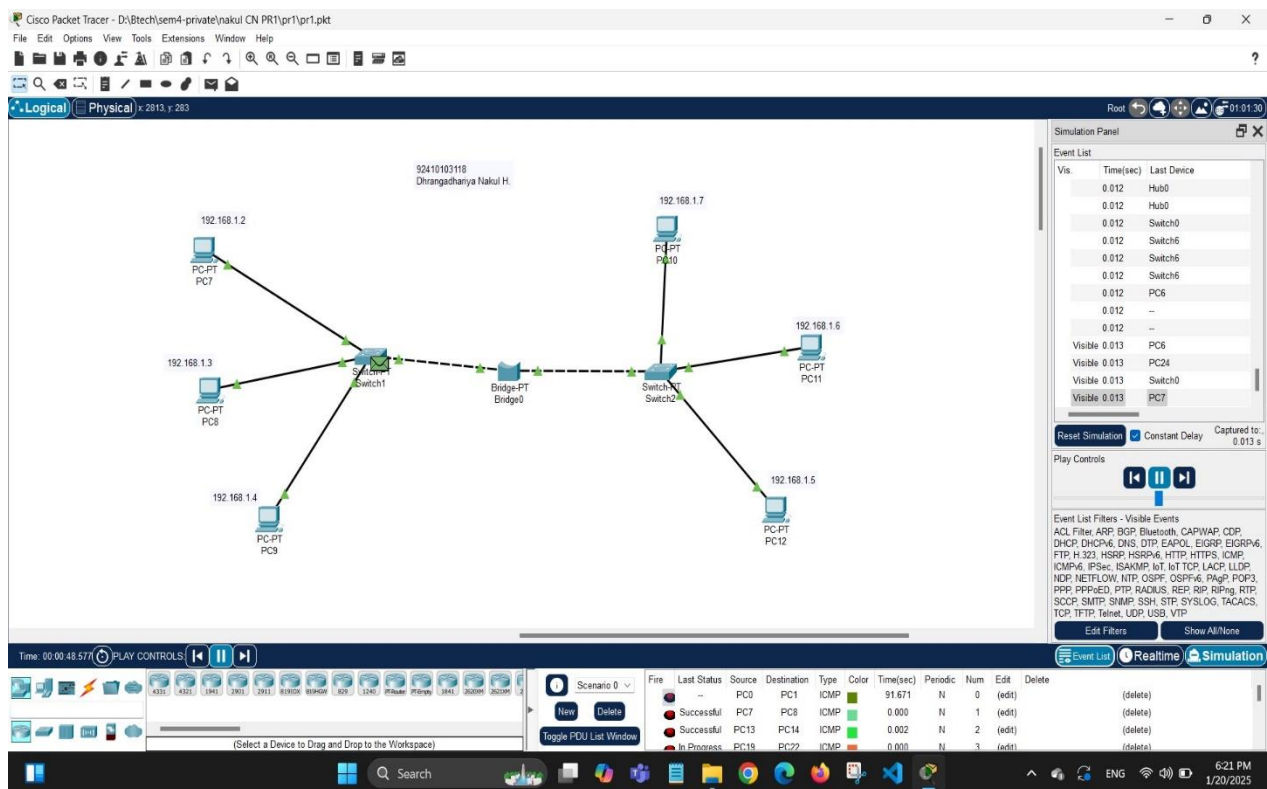 Cisco Packet Tracer - D:\Btech\sem4-private\nakul CN PR1\pr1\pr1.pkt
File Edit Options View Tools Extensions Window Help
?
Logical Physical x: 2813, y: 283
Root 01:01:30
92410103118
Dhrangadhariya Nakul H.
192.168.1.2
PC-PT
PC7
192.168.1.3
PC-PT
PC8
192.168.1.4
PC-PT
PC9
Switch-PT
Switch1
Bridge-PT
Bridge0
Switch-PT
Switch2
192.168.1.7
PC-PT
PC10
192.168.1.6
PC-PT
PC11
192.168.1.5
PC-PT
PC12
Simulation Panel
Event List
Vis. Time(sec) Last Device
0.012 Hub0
0.012 Hub0
0.012 Switch0
0.012 Switch6
0.012 Switch6
0.012 Switch6
0.012 PC6
0.012 --
0.012 --
Visible 0.013 PC6
Visible 0.013 PC24
Visible 0.013 Switch0
Visible 0.013 PC7
Reset Simulation Constant Delay Captured to:
0.013 s
Play Controls
Event List Filters - Visible Events
ACL Filter, ARP, BGP, Bluetooth, CAPWAP, CDP,
DHCP, DHCPv6, DNS, DTP, EAPOL, EIGRP, EIGRPv6,
FTP, H.323, HSRP, HSRPv6, HTTP, HTTPS, ICMP,
ICMPv6, IPSec, ISAKMP, IoT, IoT TCP, LACP, LLDP,
NDP, NETFLOW, NTP, OSPF, OSPFv6, PAgP, POP3,
PPP, PPPoED, PTP, RADIUS, REP, RIP, RIPng, RTP,
SCCP, SMTP, SNMP, SSH, STP, SYSLOG, TACACS,
TCP, TFTP, Telnet, UDP, USB, VTP
Edit Filters Show All/None
Time: 00:00:48.577 PLAY CONTROLS:
Event List Realtime Simulation
4331 4321 1941 2901 2911 819IOX 819HGW 829 1240 PT-Router PT-Empty 1841 2620XM 2621XM
(Select a Device to Drag and Drop to the Workspace)
Scenario 0
New Delete
Toggle PDU List Window
Fire Last Status Source Destination Type Color Time(sec) Periodic Num Edit Delete
-- PC0 PC1 ICMP 91.671 N 0 (edit) (delete)
Successful PC7 PC8 ICMP 0.000 N 1 (edit) (delete)
Successful PC13 PC14 ICMP 0.002 N 2 (edit) (delete)
In Progress PC19 PC22 ICMP 0.000 N 3 (edit) (delete)
Search
ENG
6:21 PM
1/20/2025